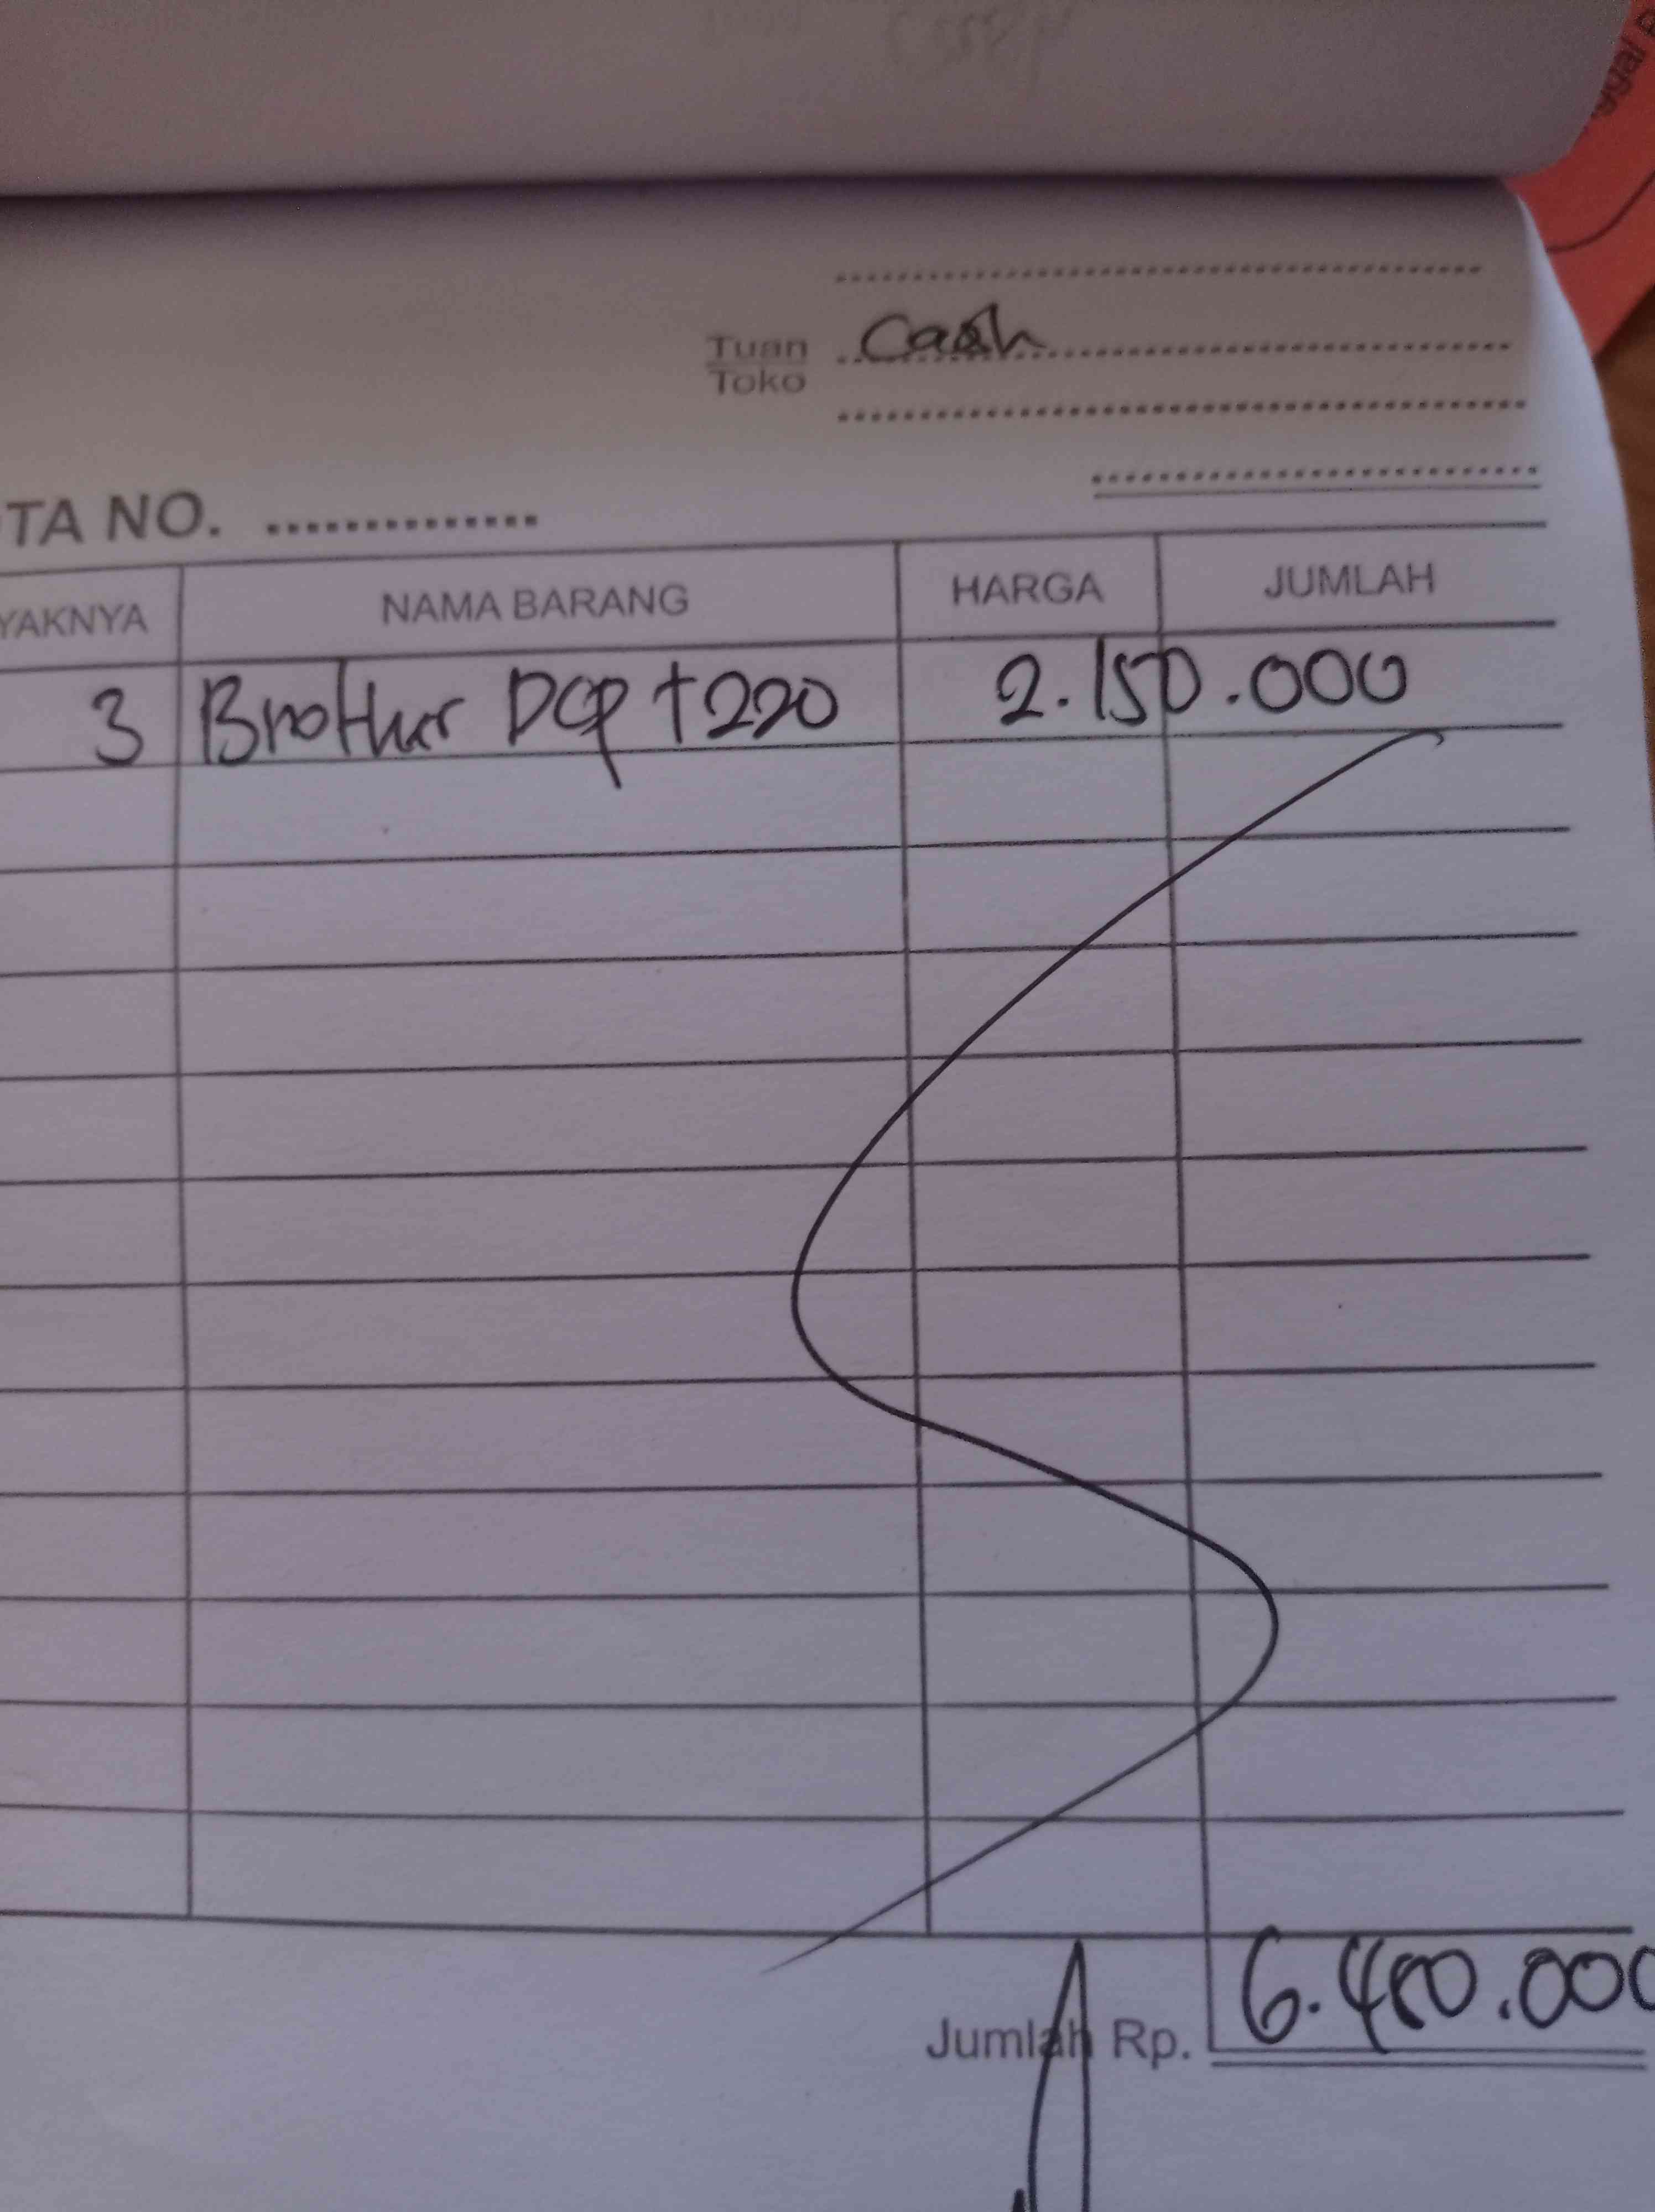 Cash
Tuan
Toko
TA NO. ..............
YAKNYA NAMA BARANG HARGA JUMLAH
3 Brother DCP T220 2.150.000
Jumlah Rp. 6.450.000